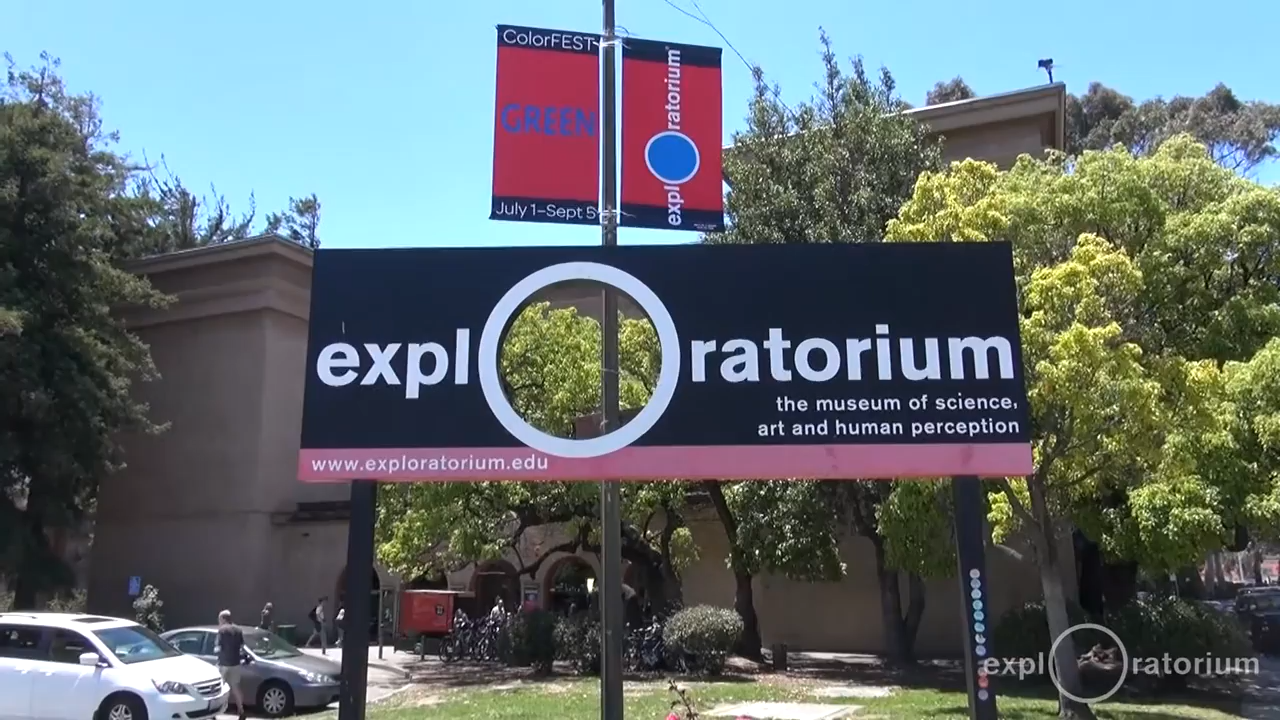 ColorFEST
GREEN
July 1–Sept 5
explOratorium
explOratorium
the museum of science,
art and human perception
www.exploratorium.edu
explOratorium